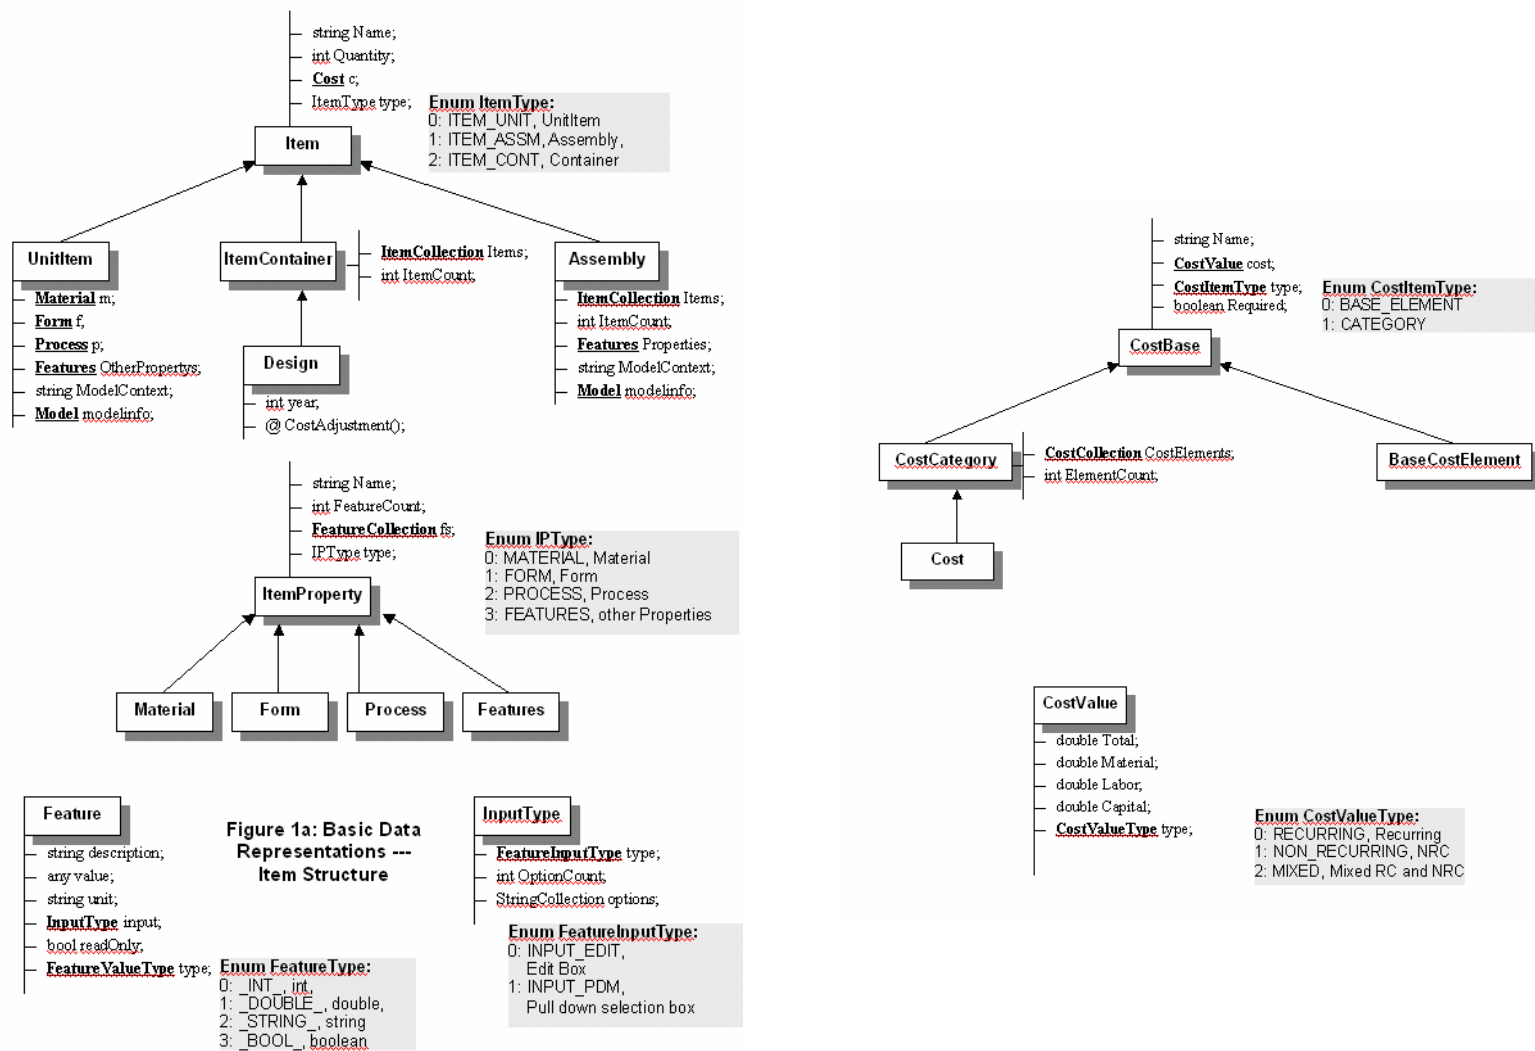 string Name;
int Quantity;
Cost c;
ItemType type;
Enum ItemType:
0: ITEM_UNIT, UnitItem
1: ITEM_ASSM, Assembly,
2: ITEM_CONT, Container
Item
UnitItem
Material m;
Form f;
Process p;
Features OtherPropertys;
string ModelContext;
Model modelinfo;
ItemContainer
ItemCollection Items;
int ItemCount;
Design
int year;
@ CostAdjustment();
Assembly
ItemCollection Items;
int ItemCount;
Features Properties;
string ModelContext;
Model modelinfo;
string Name;
int FeatureCount;
FeatureCollection fs;
IPType type;
Enum IPType:
0: MATERIAL, Material
1: FORM, Form
2: PROCESS, Process
3: FEATURES, other Properties
ItemProperty
Material
Form
Process
Features
Feature
string description;
any value;
string unit;
InputType input;
bool readOnly;
FeatureValueType type;
Enum FeatureType:
0: _INT_, int,
1: _DOUBLE_, double,
2: _STRING_, string
3: _BOOL_, boolean
Figure 1a: Basic Data
Representations ---
Item Structure
InputType
FeatureInputType type;
int OptionCount;
StringCollection options;
Enum FeatureInputType:
0: INPUT_EDIT,
Edit Box
1: INPUT_PDM,
Pull down selection box
string Name;
CostValue cost;
CostItemType type;
boolean Required;
Enum CostItemType:
0: BASE_ELEMENT
1: CATEGORY
CostBase
CostCategory
CostCollection CostElements;
int ElementCount;
BaseCostElement
Cost
CostValue
double Total;
double Material;
double Labor;
double Capital;
CostValueType type;
Enum CostValueType:
0: RECURRING, Recurring
1: NON_RECURRING, NRC
2: MIXED, Mixed RC and NRC